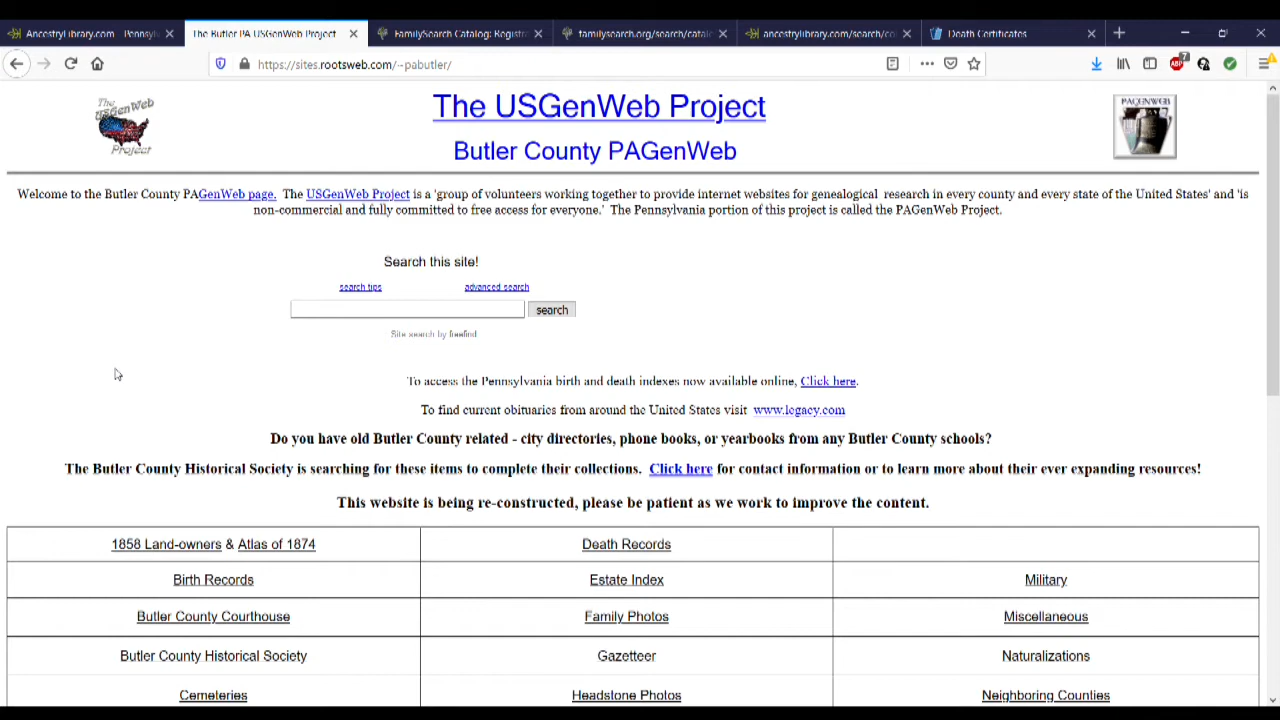 AncestryLibrary.com Pennsyl
The Butler PA USGenWeb Project
FamilySearch Catalog: Registra
familysearch.org/search/catal
ancestrylibrary.com/search/co
Death Certificates
https://sites.rootsweb.com/~pabutler/
ABP
7
The USGenWeb Project
The USGenWeb Project
PAGENWEB
Butler County PAGenWeb
Welcome to the Butler County PAGenWeb page. The USGenWeb Project is a 'group of volunteers working together to provide internet websites for genealogical research in every county and every state of the United States' and 'is
non-commercial and fully committed to free access for everyone.' The Pennsylvania portion of this project is called the PAGenWeb Project.
Search this site!
search tips advanced search
search
Site search by freefind
To access the Pennsylvania birth and death indexes now available online, Click here.
To find current obituaries from around the United States visit www.legacy.com
Do you have old Butler County related - city directories, phone books, or yearbooks from any Butler County schools?
The Butler County Historical Society is searching for these items to complete their collections. Click here for contact information or to learn more about their ever expanding resources!
This website is being re-constructed, please be patient as we work to improve the content.
1858 Land-owners & Atlas of 1874 Death Records
Birth Records Estate Index Military
Butler County Courthouse Family Photos Miscellaneous
Butler County Historical Society Gazetteer Naturalizations
Cemeteries Headstone Photos Neighboring Counties